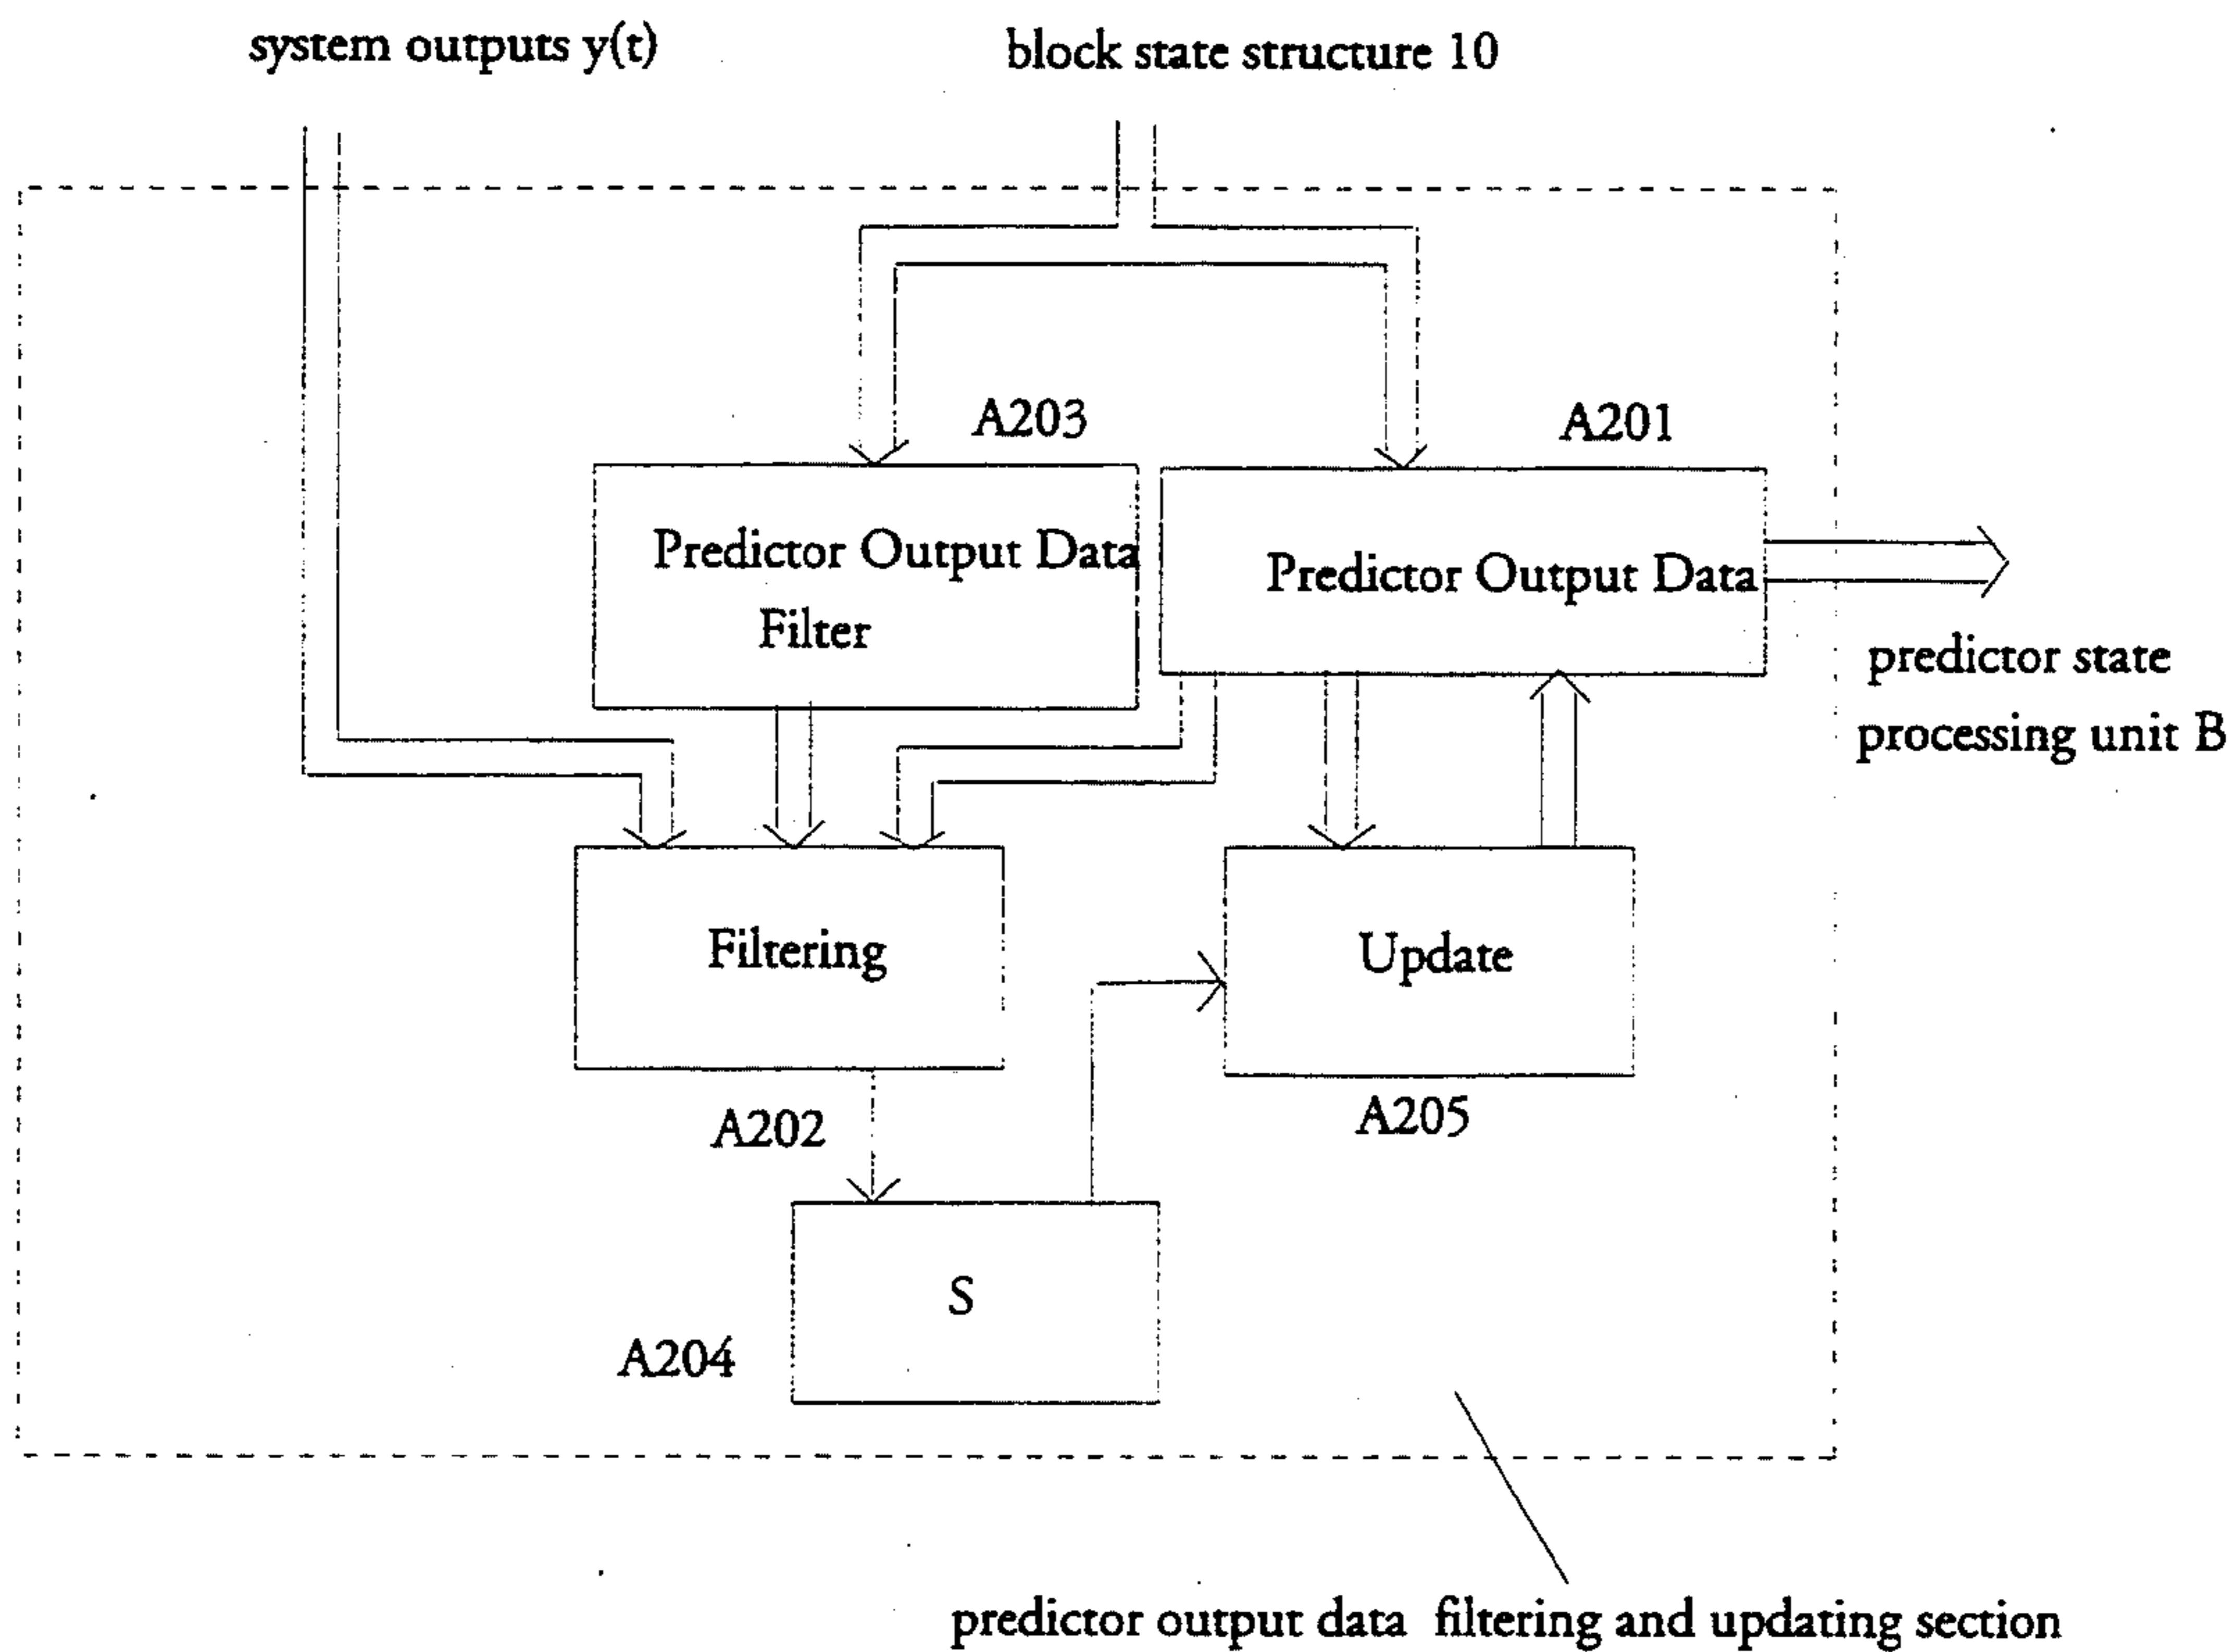 system outputs y(t)
block state structure 10
A203
A201
Predictor Output Data
Filter
Predictor Output Data
predictor state
processing unit B
Filtering
Update
A202
A205
S
A204
predictor output data filtering and updating section